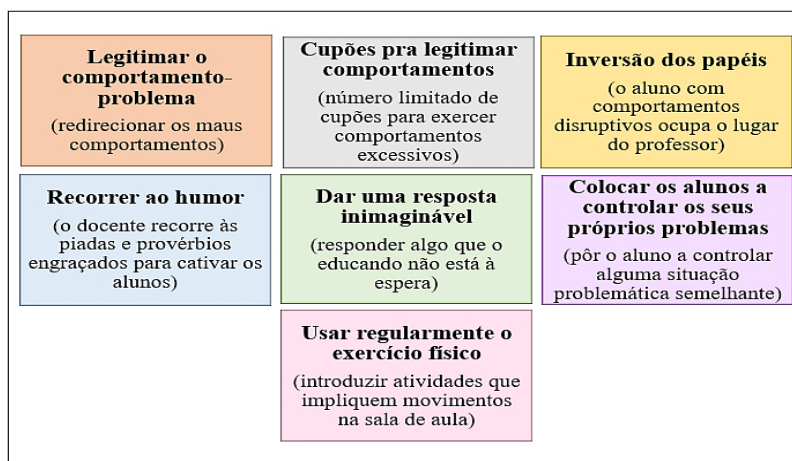 Legitimar o
comportamento-
problema
(redirecionar os maus
comportamentos)
Cupões pra legitimar
comportamentos
(número limitado de
cupões para exercer
comportamentos
excessivos)
Inversão dos papéis
(o aluno com
comportamentos
disruptivos ocupa o lugar
do professor)
Recorrer ao humor
(o docente recorre às
piadas e provérbios
engraçados para cativar os
alunos)
Dar uma resposta
inimaginável
(responder algo que o
educando não está à
espera)
Colocar os alunos a
controlar os seus
próprios problemas
(pôr o aluno a controlar
alguma situação
problemática semelhante)
Usar regularmente o
exercício físico
(introduzir atividades que
impliquem movimentos
na sala de aula)